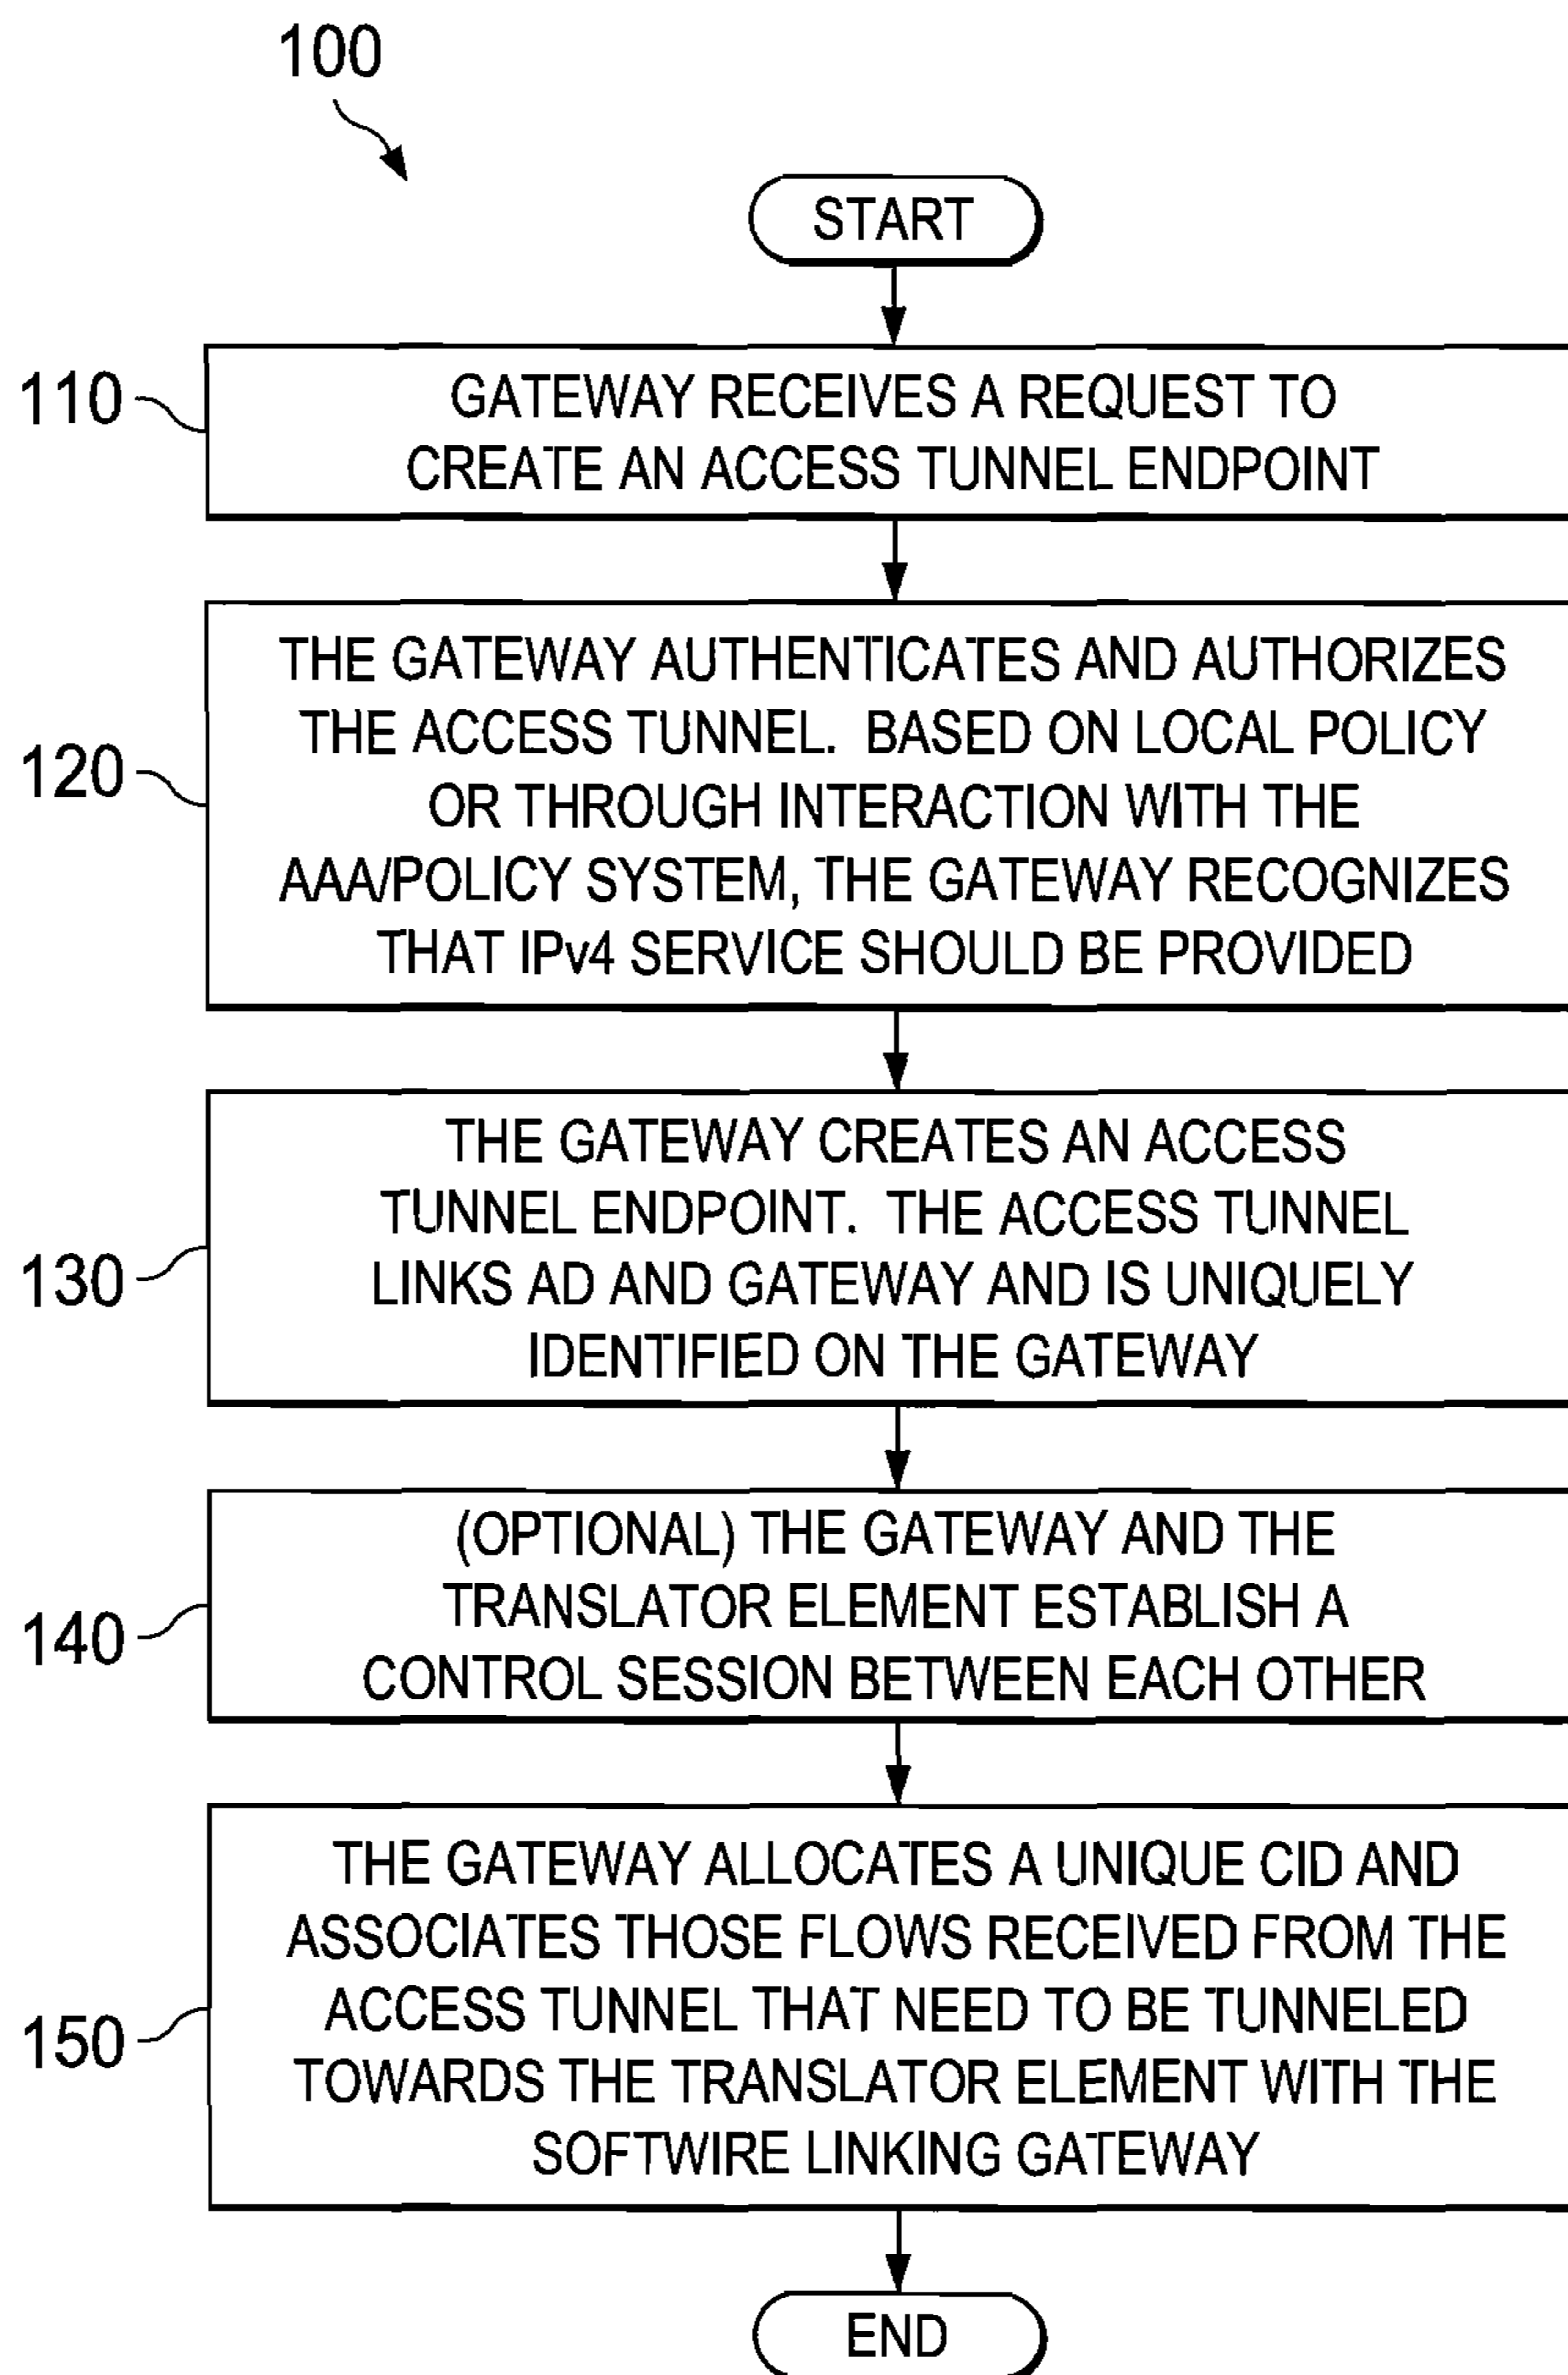 100
START
110
GATEWAY RECEIVES A REQUEST TO
CREATE AN ACCESS TUNNEL ENDPOINT
120
THE GATEWAY AUTHENTICATES AND AUTHORIZES
THE ACCESS TUNNEL. BASED ON LOCAL POLICY
OR THROUGH INTERACTION WITH THE
AAA/POLICY SYSTEM, THE GATEWAY RECOGNIZES
THAT IPv4 SERVICE SHOULD BE PROVIDED
130
THE GATEWAY CREATES AN ACCESS
TUNNEL ENDPOINT. THE ACCESS TUNNEL
LINKS AD AND GATEWAY AND IS UNIQUELY
IDENTIFIED ON THE GATEWAY
140
(OPTIONAL) THE GATEWAY AND THE
TRANSLATOR ELEMENT ESTABLISH A
CONTROL SESSION BETWEEN EACH OTHER
150
THE GATEWAY ALLOCATES A UNIQUE CID AND
ASSOCIATES THOSE FLOWS RECEIVED FROM THE
ACCESS TUNNEL THAT NEED TO BE TUNNELED
TOWARDS THE TRANSLATOR ELEMENT WITH THE
SOFTWIRE LINKING GATEWAY
END